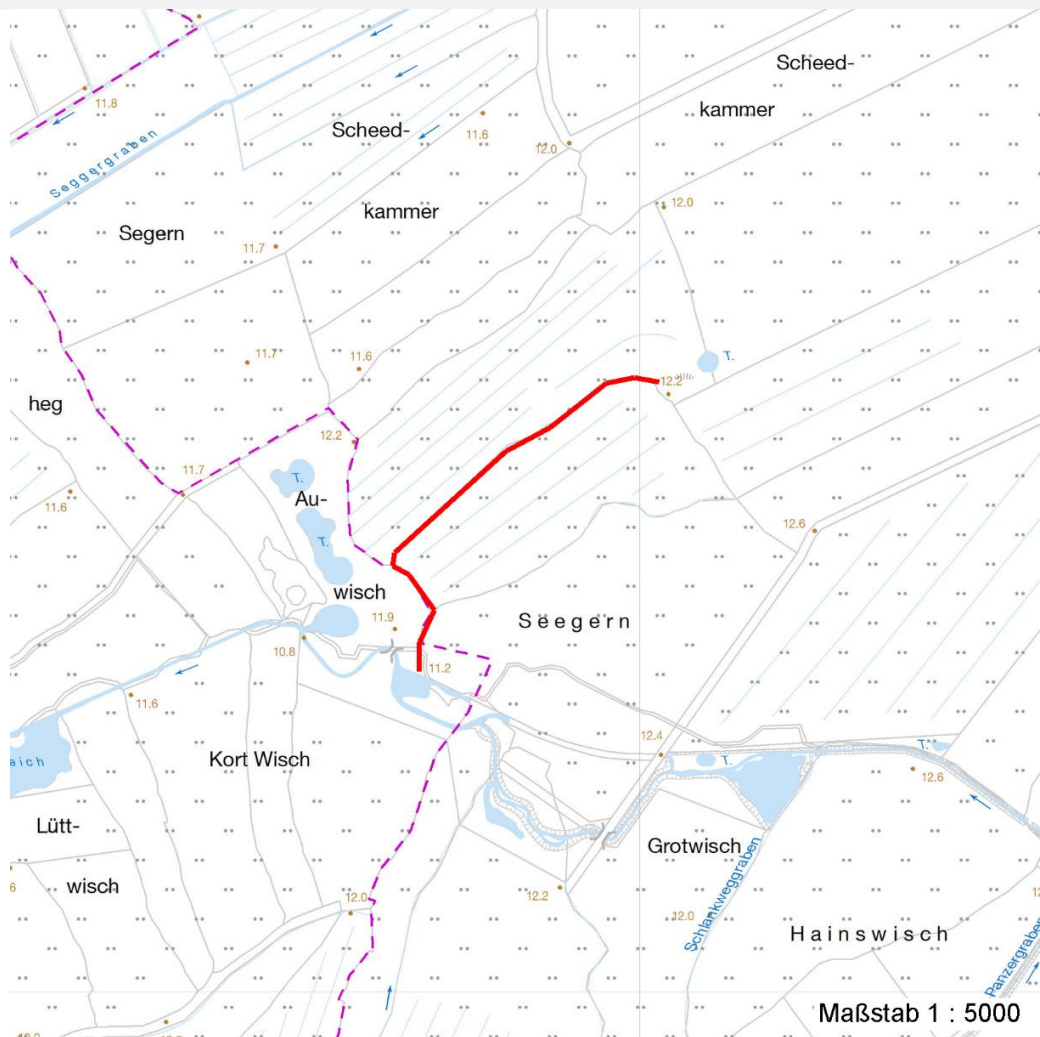 Scheed-
kammer
11.8
Scheed-
11.6
12.0
Seggergraben
kammer
12.0
Segern
11.7
11.7
11.6
T.
12.2
heg
12.2
11.7
T.
Au-
11.6
12.6
T.
wisch
11.9
Seegern
10.8
11.2
11.6
12.4
T.
T.
Kort Wisch
12.6
eich
Lütt-
Grotwisch
wisch
12.2
12.0
12.0
Schlankweggraben
Hainswisch
Panzergraben
Maßstab 1 : 5000